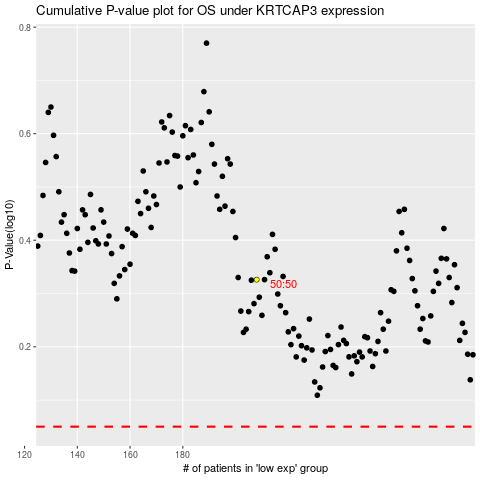 Cumulative P-value plot for OS under KRTCAP3 expression
P-Value(log10)
0.8
0.6
0.4
0.2
50:50
120 140 160 180
# of patients in 'low exp' group